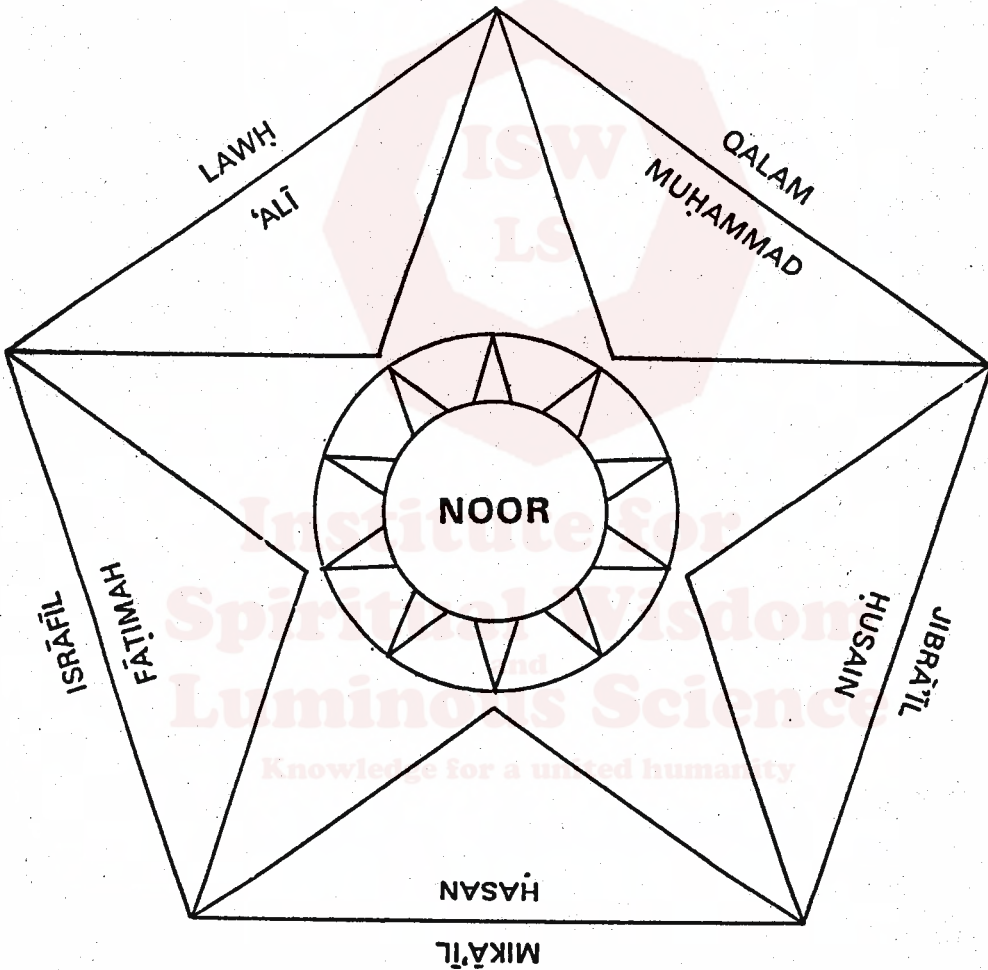 QALAM
MUḤAMMAD
LAWḤ
‘ALĪ
JIBRĀ’ĪL
ḤUSAIN
ISRĀFĪL
FĀṬIMAH
ḤASAN
MIKĀ’ĪL
NOOR
ISW
LS
Institute for
Spiritual Wisdom
and
Luminous Science
Knowledge for a united humanity